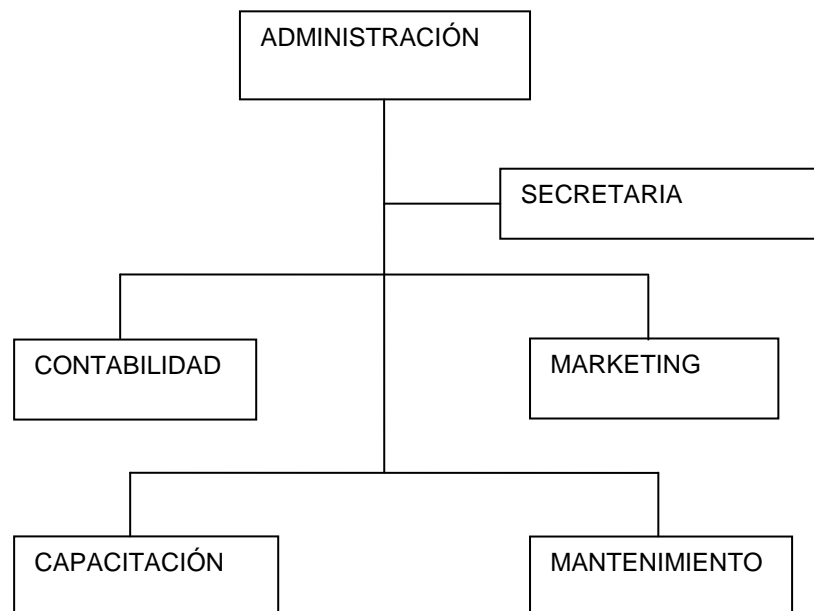 ADMINISTRACIÓN
SECRETARIA
CONTABILIDAD
MARKETING
CAPACITACIÓN
MANTENIMIENTO